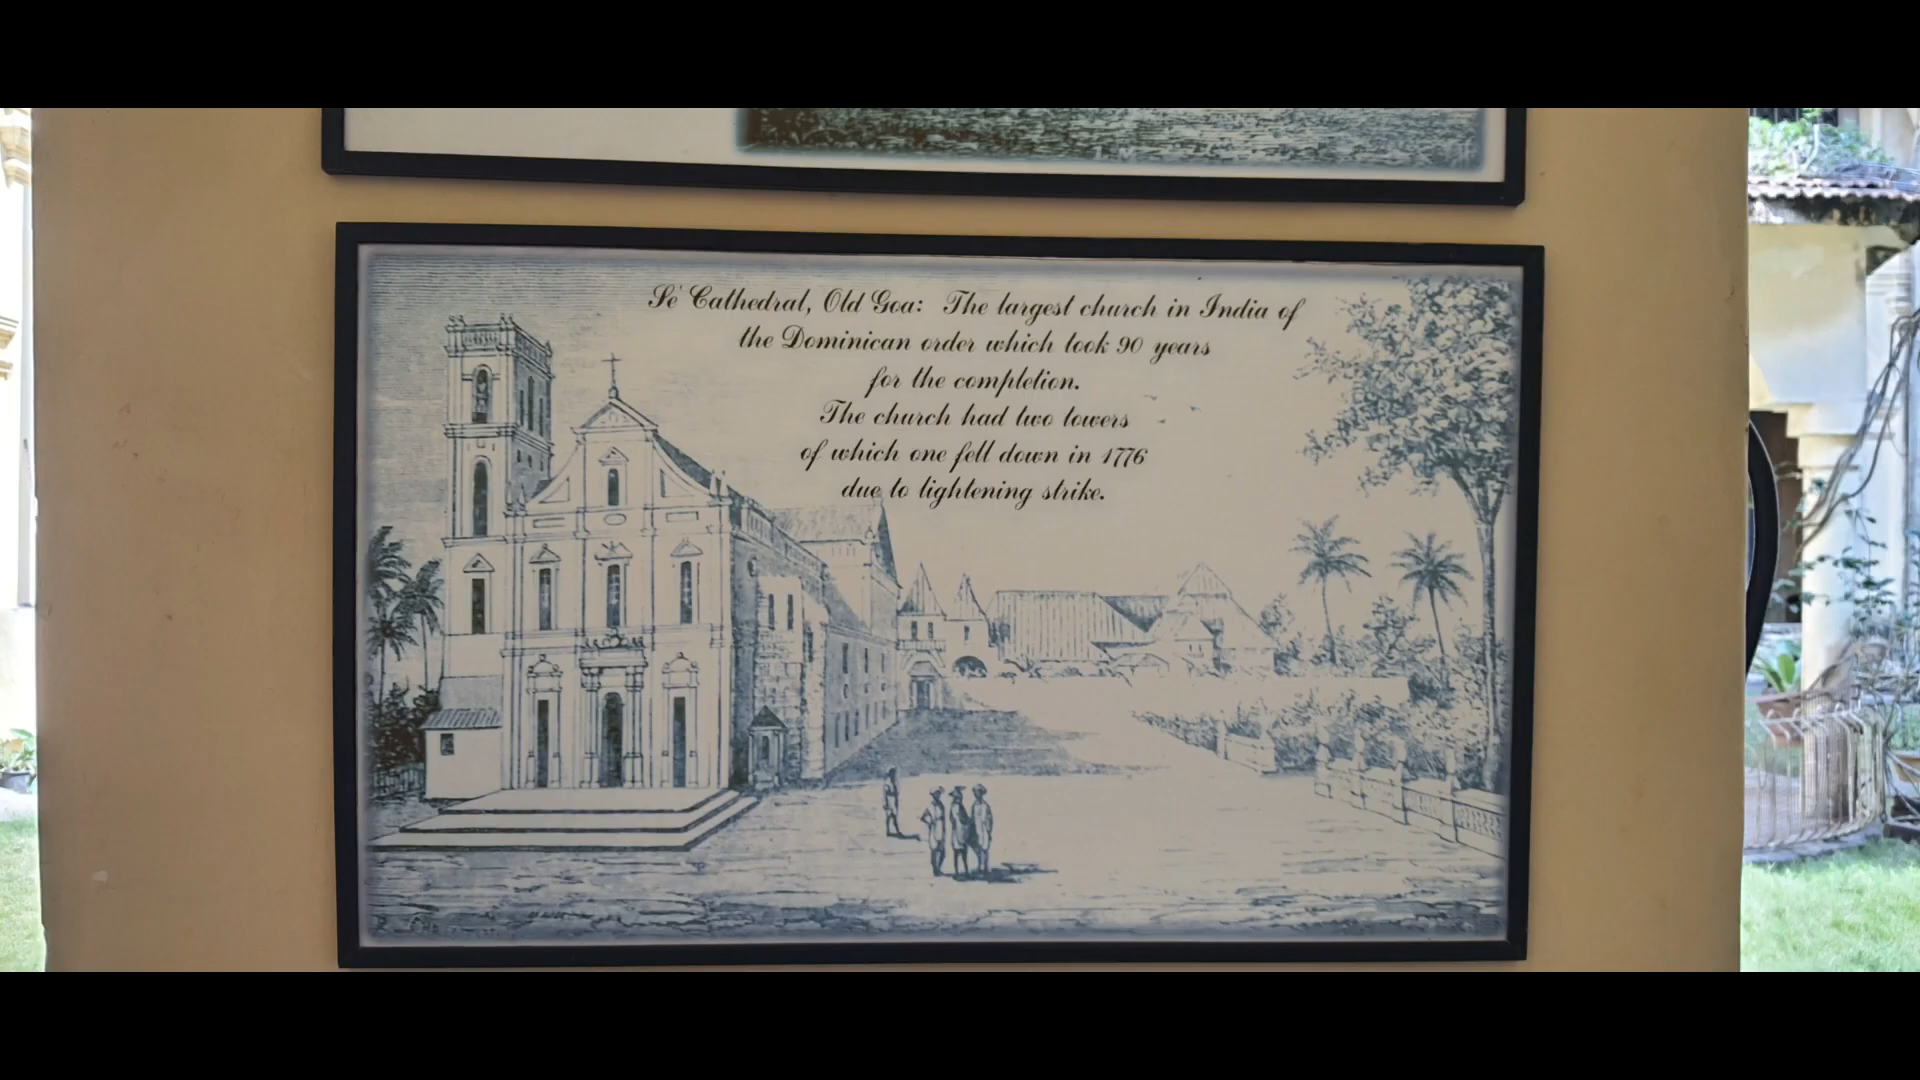 Sé Cathedral, Old Goa: The largest church in India of
the Dominican order which took 90 years
for the completion.
The church had two towers
of which one fell down in 1776
due to lightening strike.